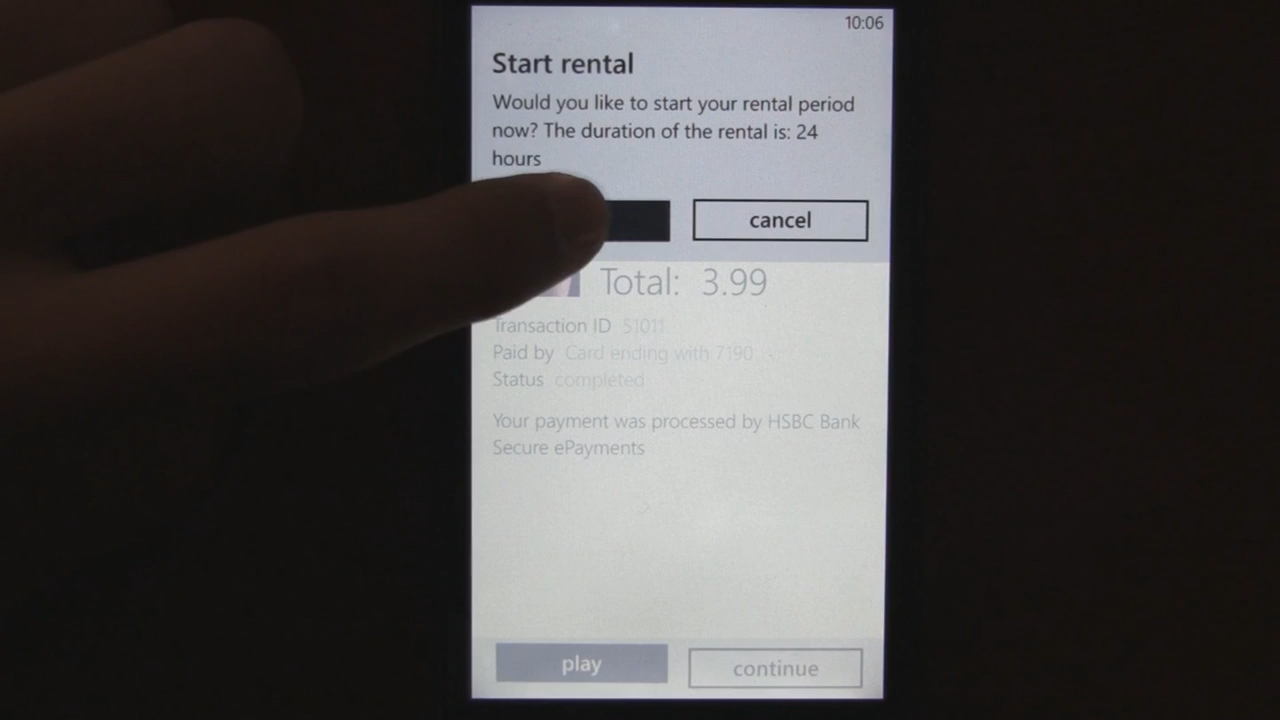 10:06
Start rental
Would you like to start your rental period
now? The duration of the rental is: 24
hours
cancel
Total: 3.99
Transaction ID 51011
Paid by Card ending with 7190
Status completed
Your payment was processed by HSBC Bank
Secure ePayments
play
continue